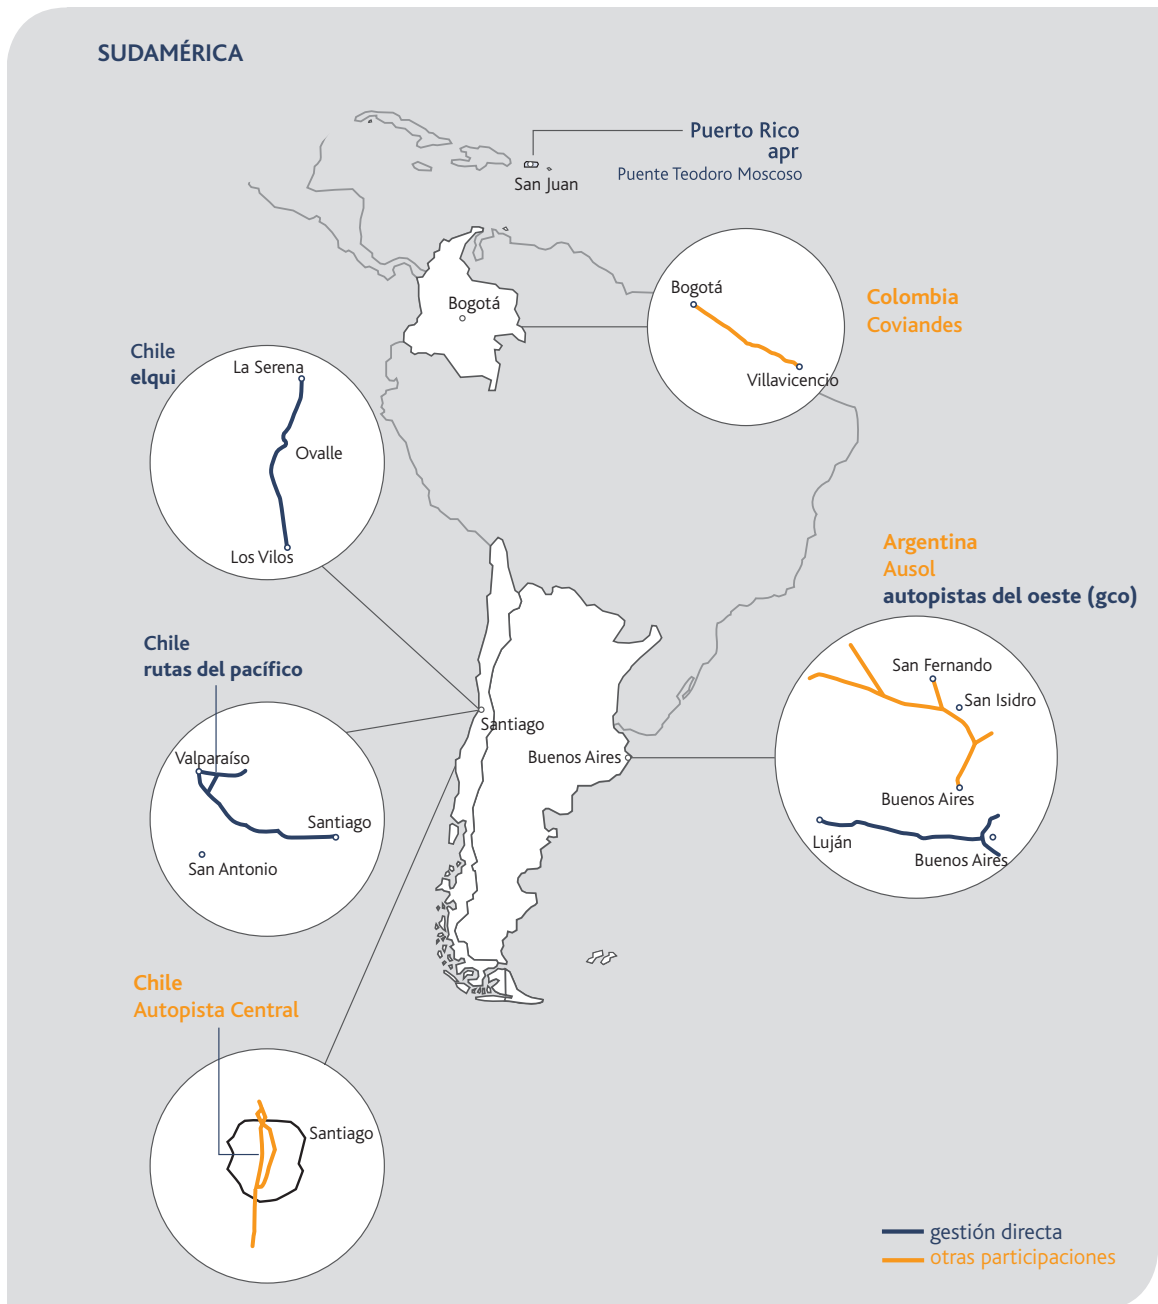 SUDAMÉRICA
Puerto Rico
apr
Puente Teodoro Moscoso
San Juan
Bogotá
Bogotá
Villavicencio
Colombia
Coviandes
Chile
elqui
La Serena
Ovalle
Los Vilos
Argentina
Ausol
autopistas del oeste (gco)
San Fernando
San Isidro
Buenos Aires
Luján
Buenos Aires
Chile
rutas del pacífico
Valparaíso
Santiago
San Antonio
Santiago
Buenos Aires
Chile
Autopista Central
Santiago
gestión directa
otras participaciones